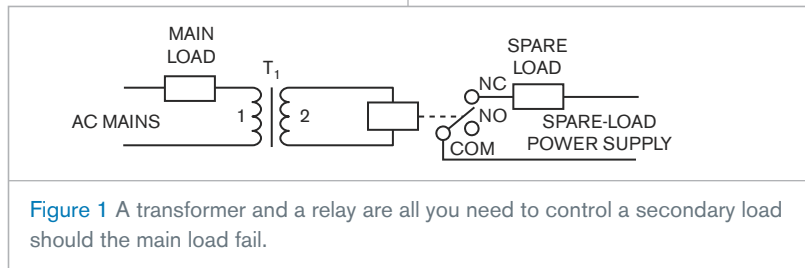 MAIN
LOAD
T1
AC MAINS
1
2
SPARE
LOAD
NC
NO
COM
SPARE-LOAD
POWER SUPPLY
Figure 1 A transformer and a relay are all you need to control a secondary load
should the main load fail.